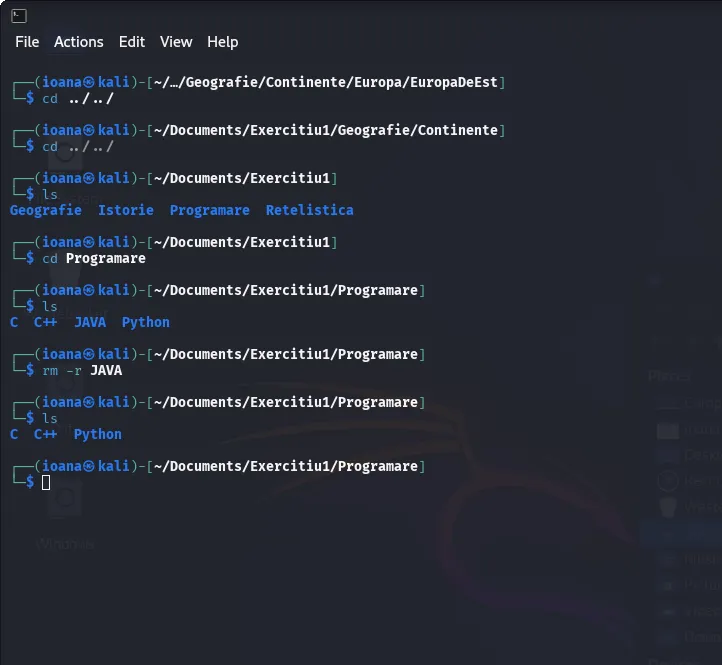 File Actions Edit View Help
┌──(ioana㉿kali)-[~/…/Geografie/Continente/Europa/EuropaDeEst]
└─$ cd ../../
┌──(ioana㉿kali)-[~/Documents/Exercitiu1/Geografie/Continente]
└─$ cd ../../
┌──(ioana㉿kali)-[~/Documents/Exercitiu1]
└─$ ls
Geografie Istorie Programare Retelistica
┌──(ioana㉿kali)-[~/Documents/Exercitiu1]
└─$ cd Programare
┌──(ioana㉿kali)-[~/Documents/Exercitiu1/Programare]
└─$ ls
C C++ JAVA Python
┌──(ioana㉿kali)-[~/Documents/Exercitiu1/Programare]
└─$ rm -r JAVA
┌──(ioana㉿kali)-[~/Documents/Exercitiu1/Programare]
└─$ ls
C C++ Python
┌──(ioana㉿kali)-[~/Documents/Exercitiu1/Programare]
└─$
Places